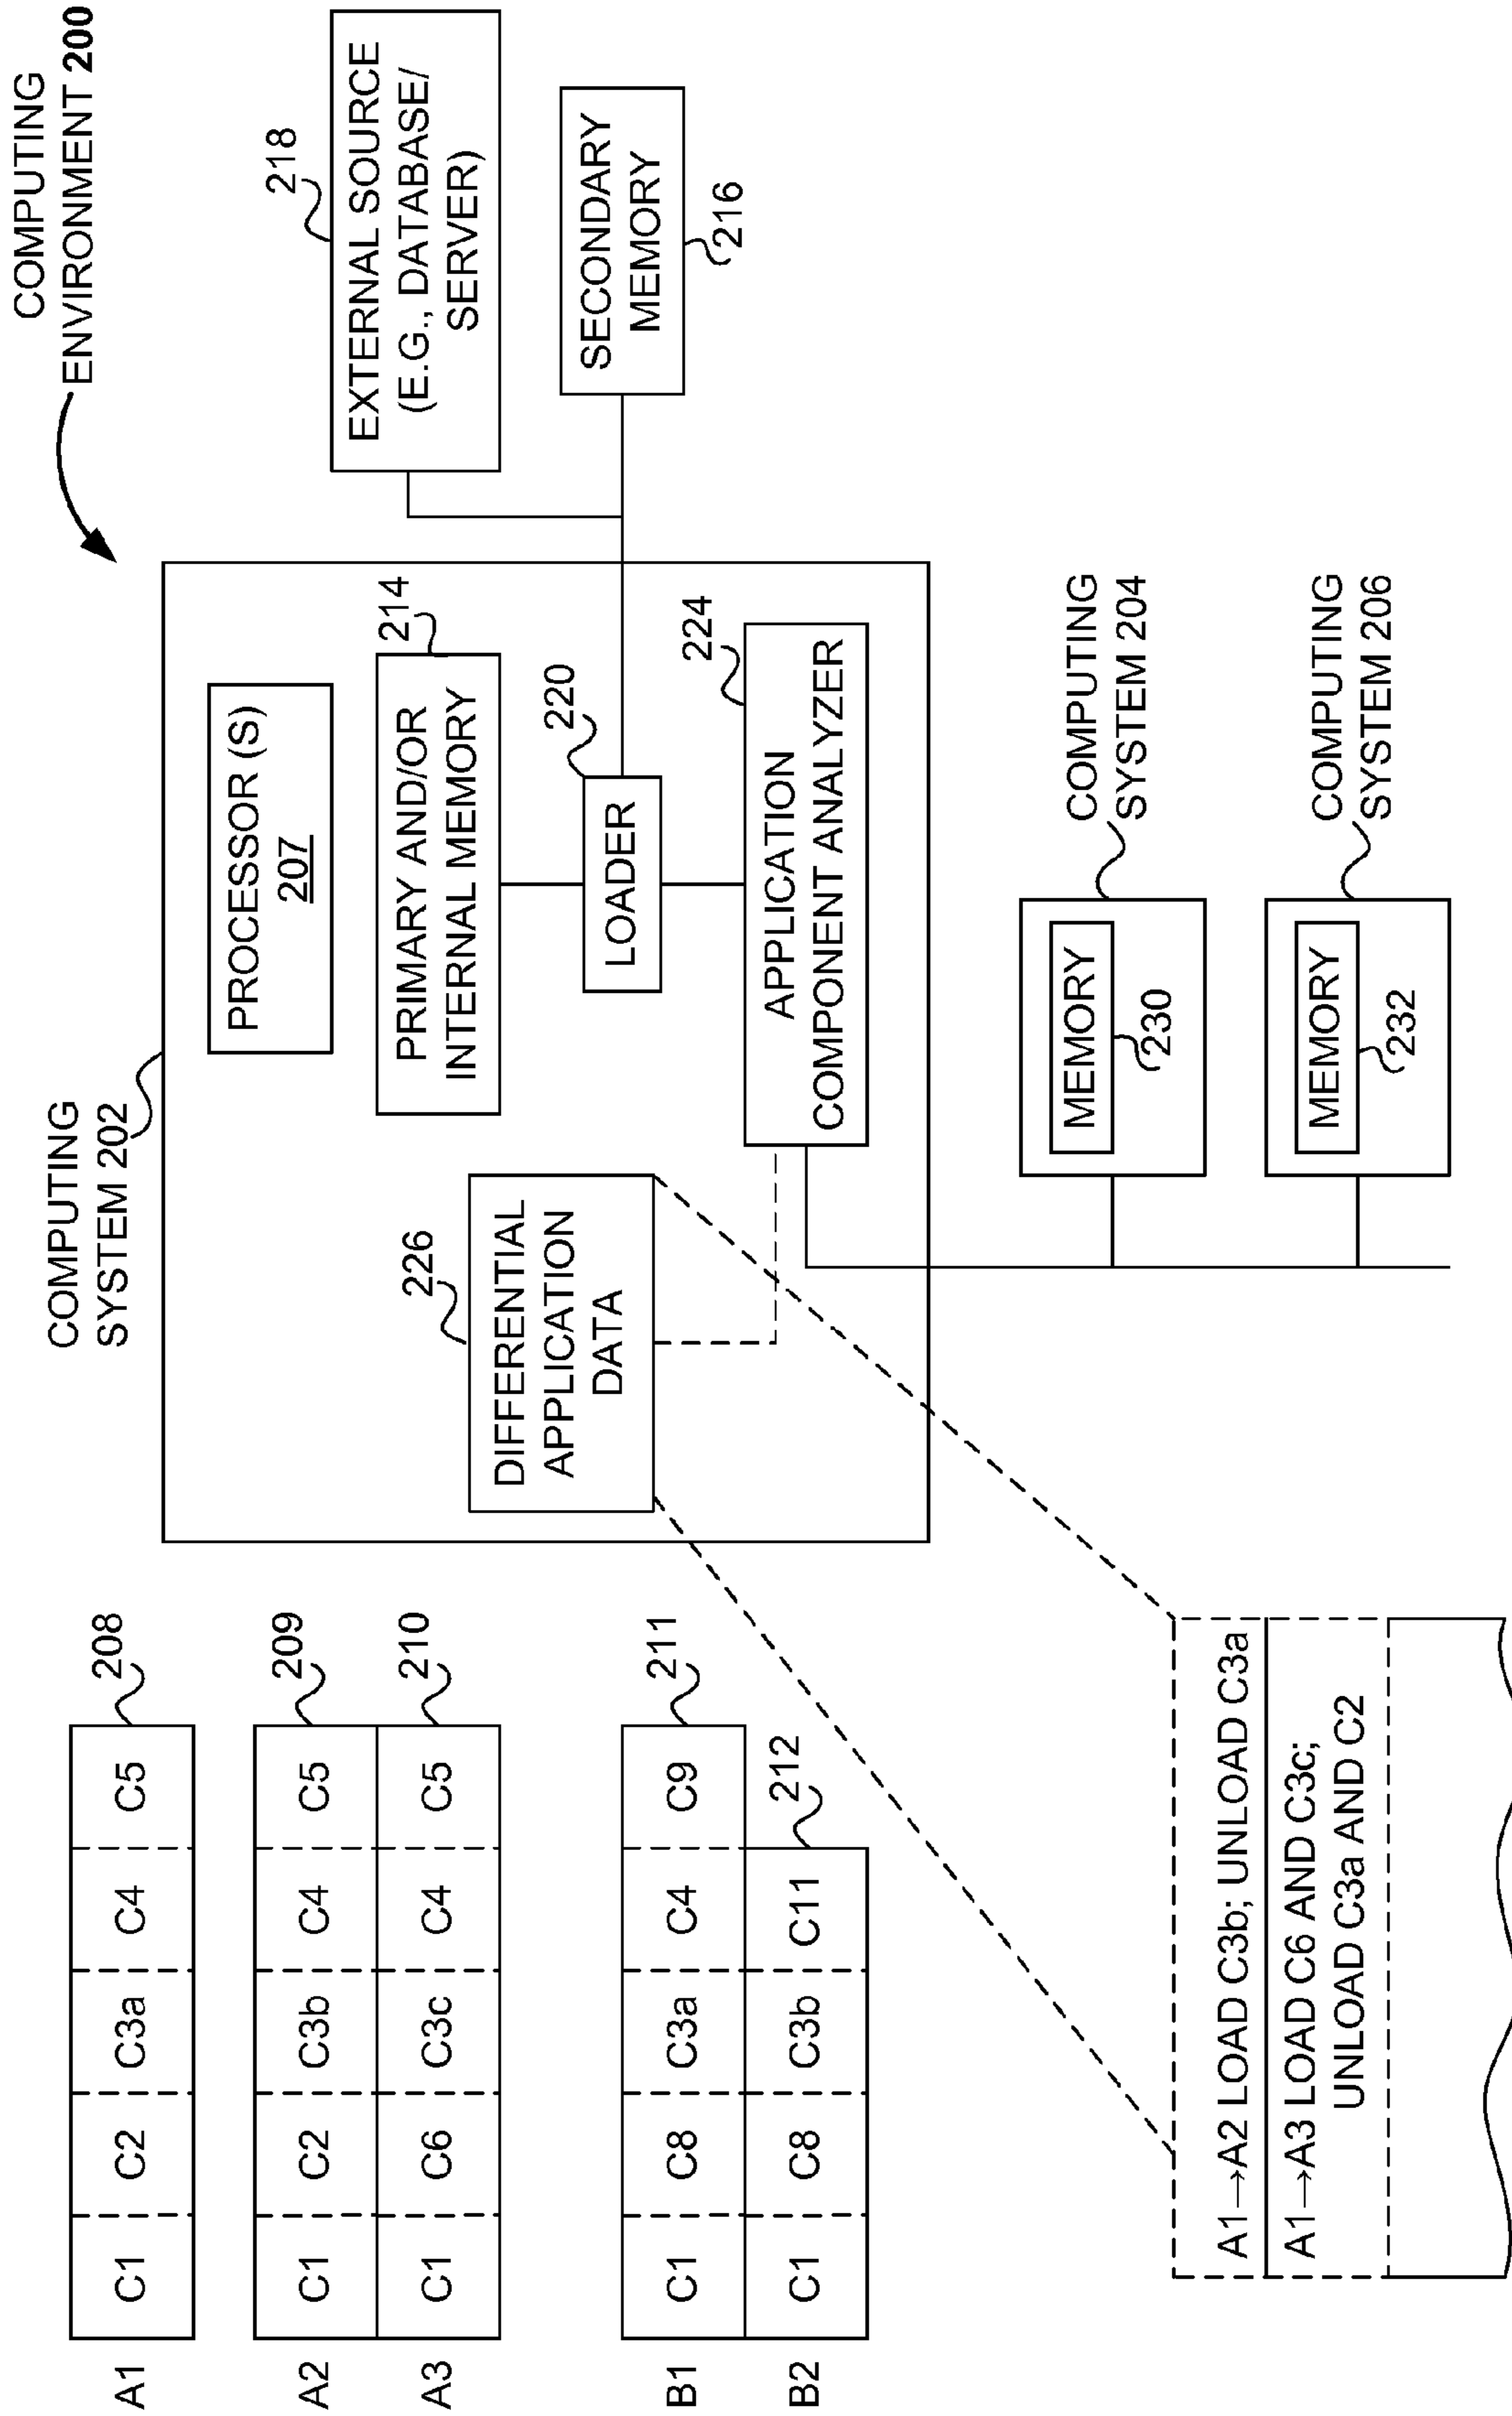 COMPUTING
ENVIRONMENT 200
COMPUTING
SYSTEM 202
218
EXTERNAL SOURCE
(E.G., DATABASE/
SERVER)
SECONDARY
MEMORY
216
PROCESSOR (S)
207
214
PRIMARY AND/OR
INTERNAL MEMORY
220
LOADER
224
APPLICATION
COMPONENT ANALYZER
226
DIFFERENTIAL
APPLICATION
DATA
A1 C1 C2 C3a C4 C5 208
A2 C1 C2 C3b C4 C5 209
A3 C1 C6 C3c C4 C5 210
B1 C1 C8 C3a C4 C9 211
B2 C1 C8 C3b C11 212
COMPUTING
SYSTEM 204
MEMORY
230
COMPUTING
SYSTEM 206
MEMORY
232
A1→A2 LOAD C3b; UNLOAD C3a
A1→A3 LOAD C6 AND C3c;
UNLOAD C3a AND C2